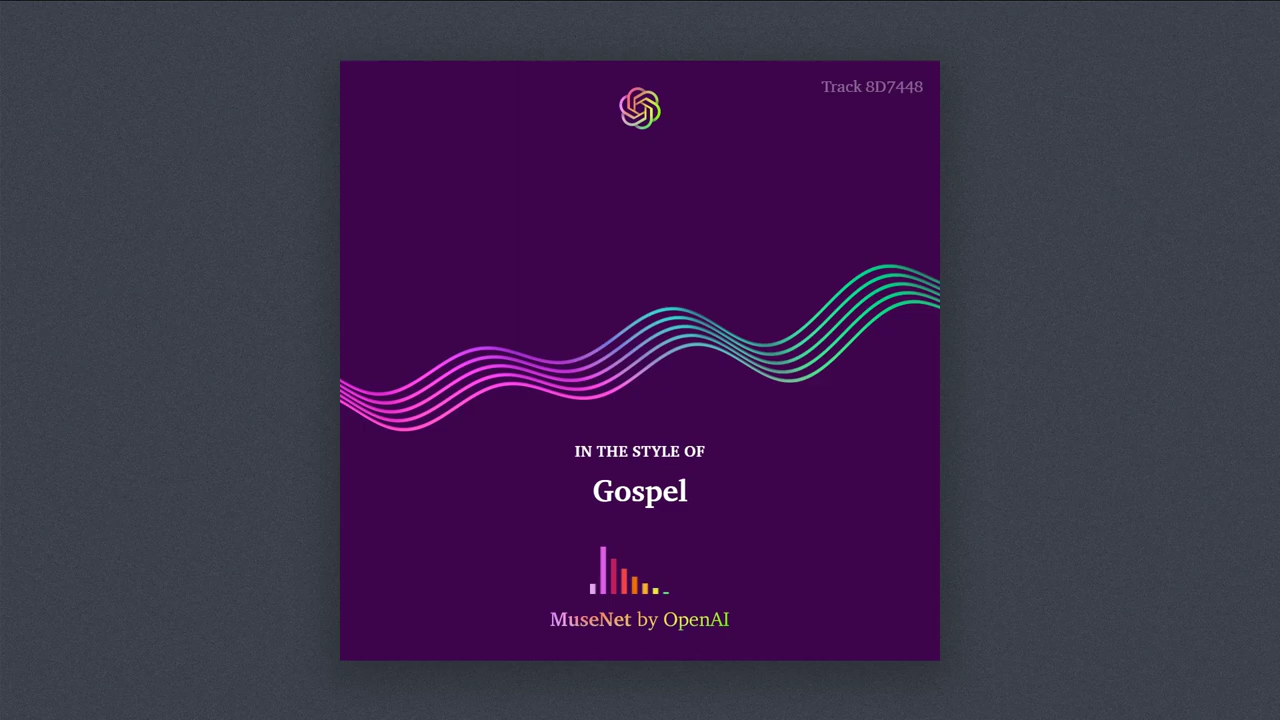 Track 8D7448
IN THE STYLE OF
Gospel
MuseNet by OpenAI